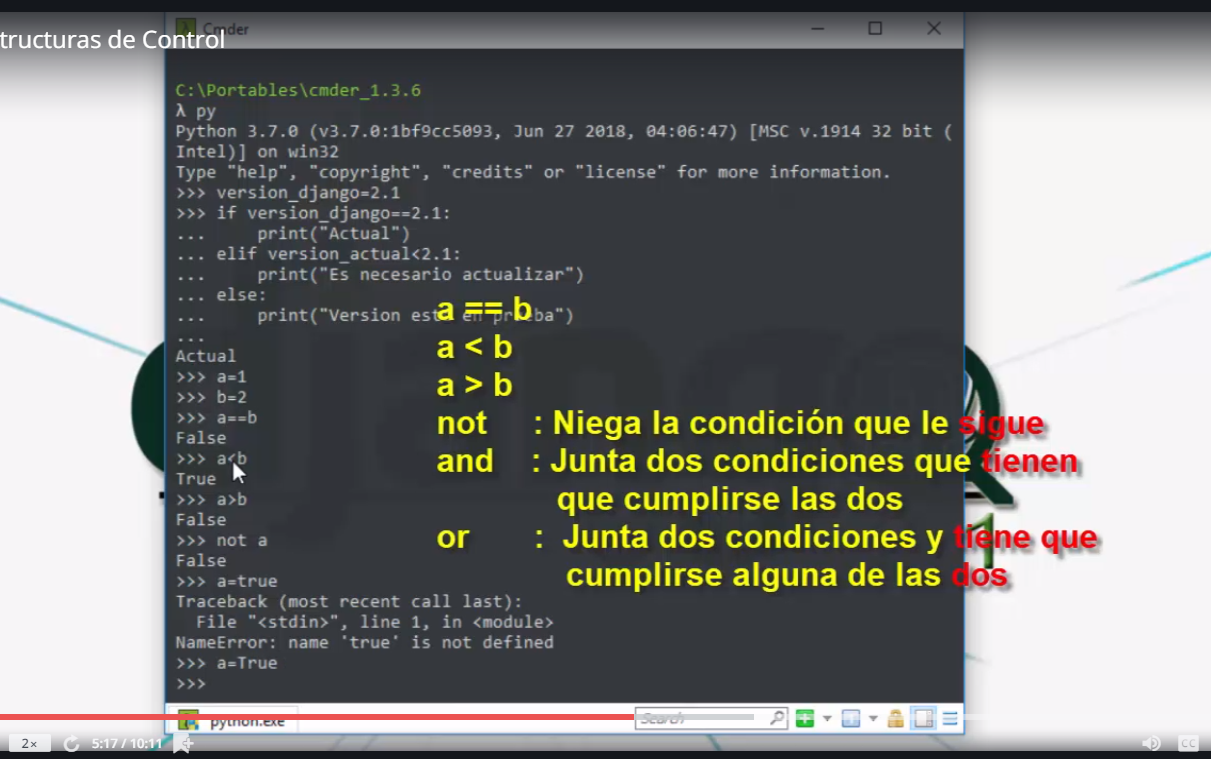 tructuras de Control
Cmder
C:\Portables\cmder_1.3.6
λ py
Python 3.7.0 (v3.7.0:1bf9cc5093, Jun 27 2018, 04:06:47) [MSC v.1914 32 bit (
Intel)] on win32
Type "help", "copyright", "credits" or "license" for more information.
>>> version_django=2.1
>>> if version_django==2.1:
...     print("Actual")
... elif version_actual<2.1:
...     print("Es necesario actualizar")
... else:
...     print("Version está en prueba")
...
Actual
>>> a=1
>>> b=2
>>> a==b
False
>>> a<b
True
>>> a>b
False
>>> not a
False
>>> a=true
Traceback (most recent call last):
  File "<stdin>", line 1, in <module>
NameError: name 'true' is not defined
>>> a=True
>>>
a == b
a < b
a > b
not : Niega la condición que le sigue
and : Junta dos condiciones que tienen
que cumplirse las dos
or : Junta dos condiciones y tiene que
cumplirse alguna de las dos
1
python.exe
Search
2×
5:17 / 10:11
CC